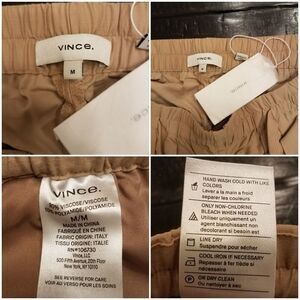 VINCE.
M
VINCE.
VINCE.
50% VISCOSE/VISCOSE
50% POLYAMIDE/POLYAMIDE
M/M
MADE IN CHINA
FABRIQUÉ EN CHINE
FABRIC ORIGIN: ITALY
TISSU ORIGINE: ITALIE
RN#106730
Vince, LLC
500 Fifth Avenue, 20th Floor
New York, NY 10110
SEE REVERSE FOR CARE
VOIR AU VERSO POUR L'ENTRETIEN
HAND WASH COLD WITH LIKE
COLORS
Laver à la main à froid
séparer les
ONLY NON-CHLORINE
BLEACH WHEN NEEDED
Utiliser uniquement un
agent blanchissant non
décolorant si besoin est
LINE DRY
Suspendre pour sécher
COOL IRON IF NECESSARY
Repasser à fer tiède si
nécessaire
OR DRY CLEAN
Ou nettoyer à sec